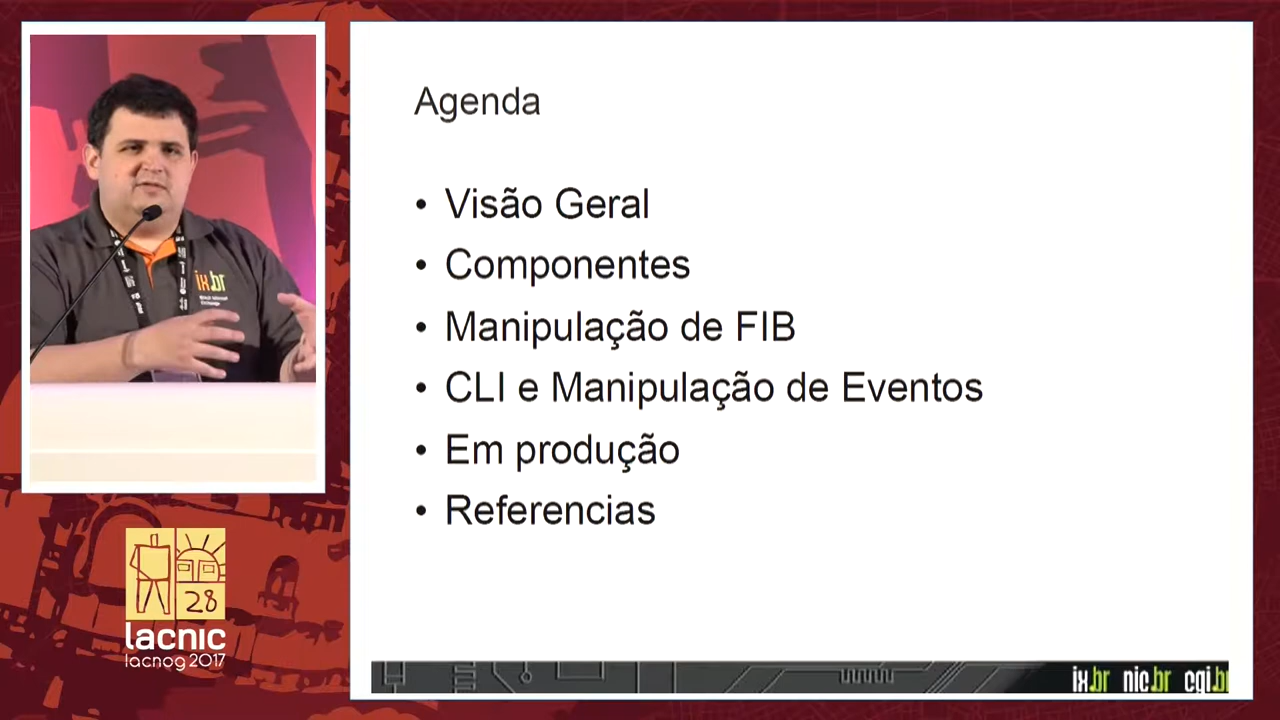 Agenda
• Visão Geral
• Componentes
• Manipulação de FIB
• CLI e Manipulação de Eventos
• Em produção
• Referencias
ix.br
28
lacnic
lacnog 2017
ix.br nic.br cgi.br